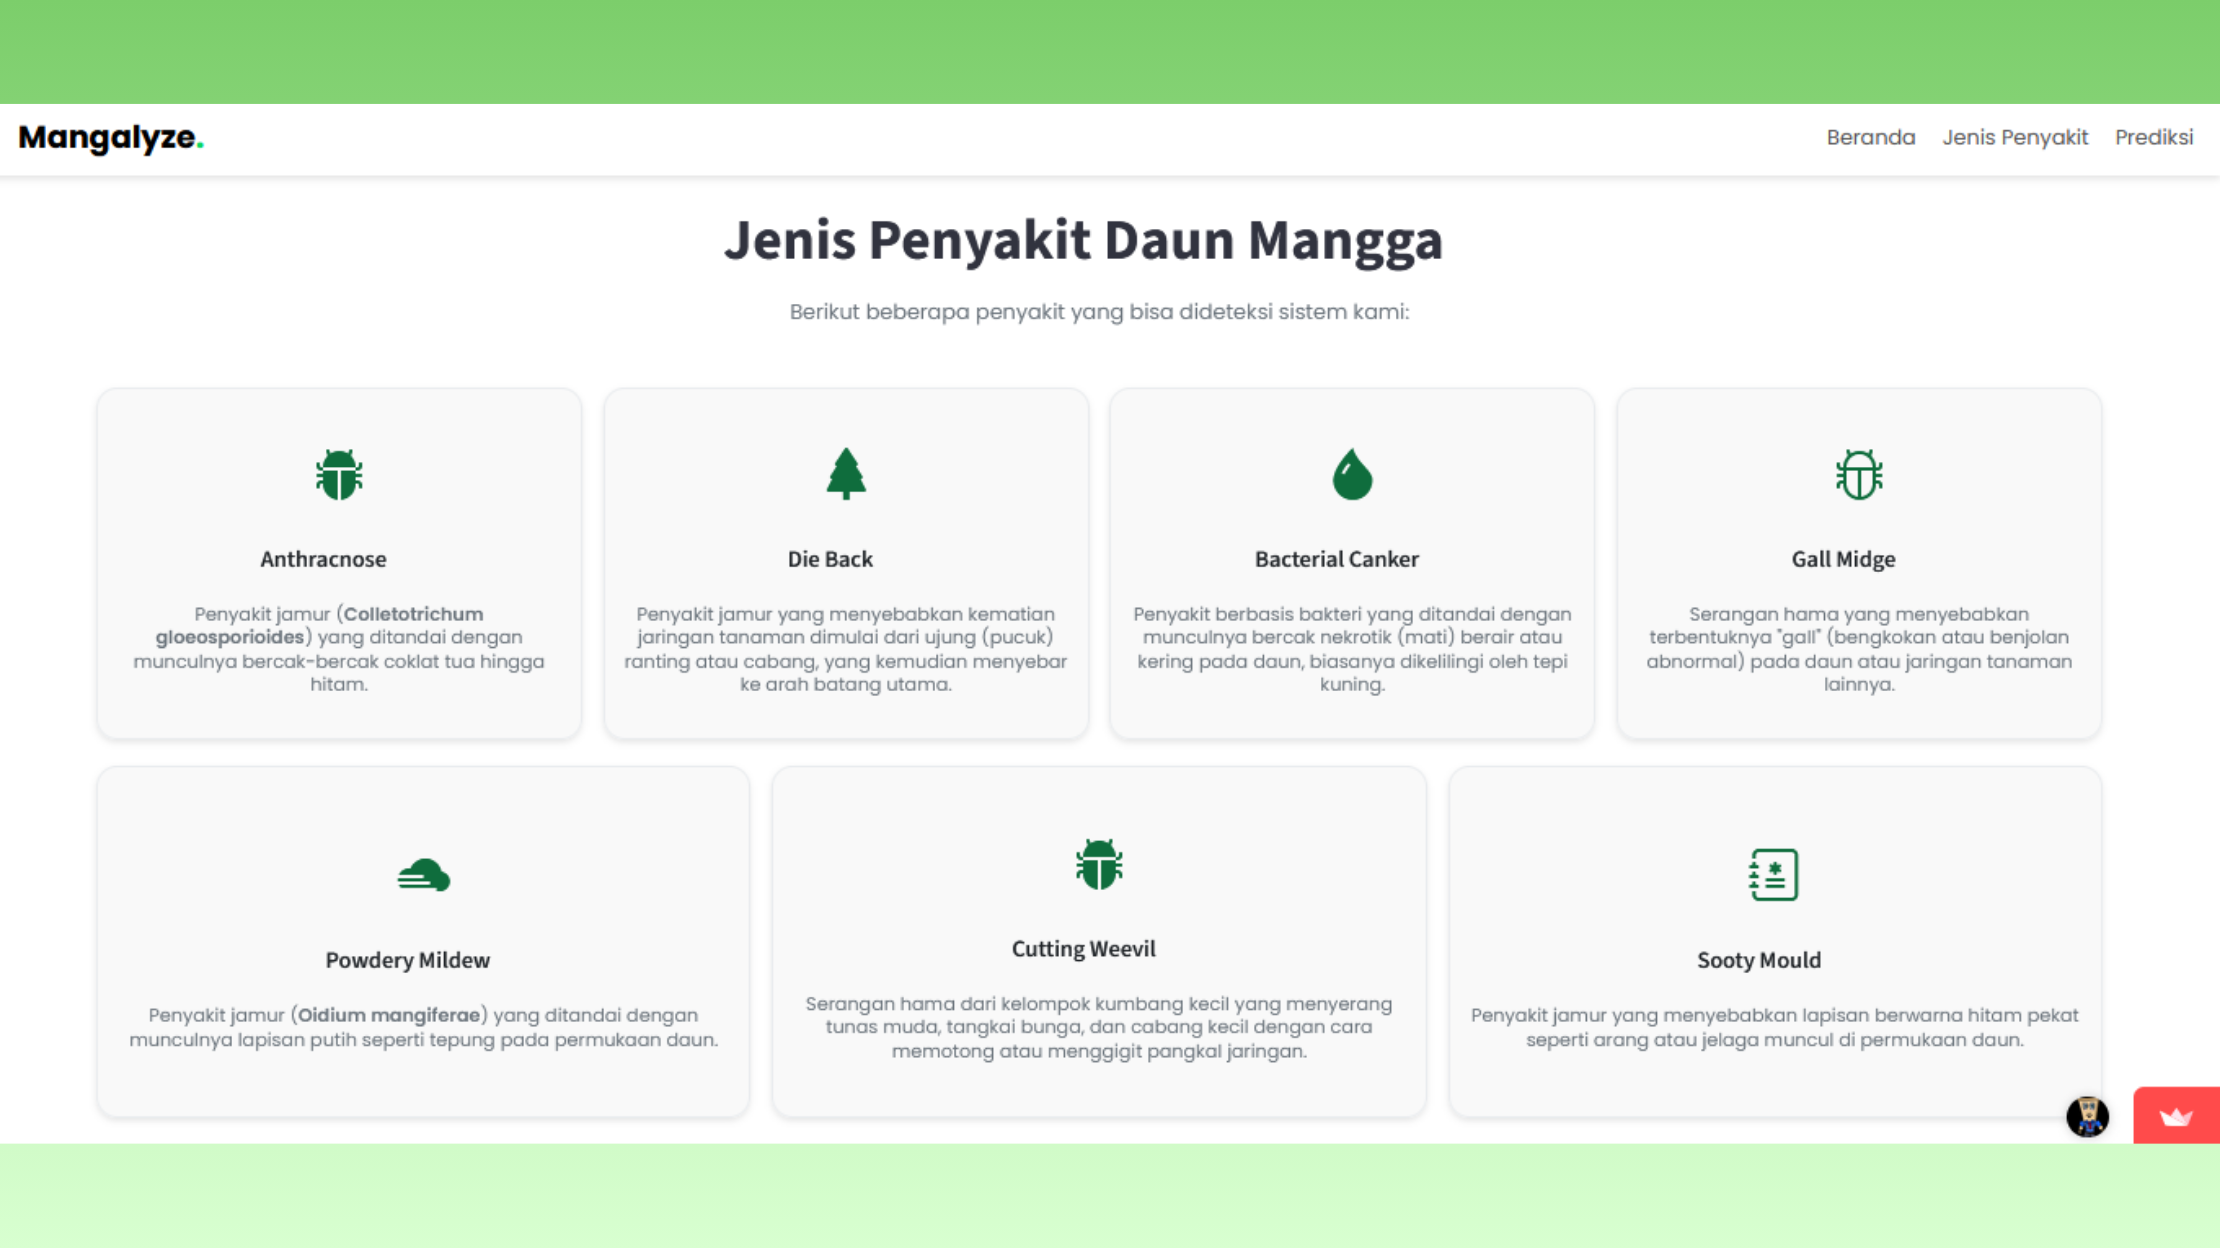 Mangalyze.
Beranda Jenis Penyakit Prediksi
Jenis Penyakit Daun Mangga
Berikut beberapa penyakit yang bisa dideteksi sistem kami:
Anthracnose
Penyakit jamur (Colletotrichum
gloeosporioides) yang ditandai dengan
munculnya bercak-bercak coklat tua hingga
hitam.
Die Back
Penyakit jamur yang menyebabkan kematian
jaringan tanaman dimulai dari ujung (pucuk)
ranting atau cabang, yang kemudian menyebar
ke arah batang utama.
Bacterial Canker
Penyakit berbasis bakteri yang ditandai dengan
munculnya bercak nekrotik (mati) berair atau
kering pada daun, biasanya dikelilingi oleh tepi
kuning.
Gall Midge
Serangan hama yang menyebabkan
terbentuknya "gall" (bengkokan atau benjolan
abnormal) pada daun atau jaringan tanaman
lainnya.
Powdery Mildew
Penyakit jamur (Oidium mangiferae) yang ditandai dengan
munculnya lapisan putih seperti tepung pada permukaan daun.
Cutting Weevil
Serangan hama dari kelompok kumbang kecil yang menyerang
tunas muda, tangkai bunga, dan cabang kecil dengan cara
memotong atau menggigit pangkal jaringan.
Sooty Mould
Penyakit jamur yang menyebabkan lapisan berwarna hitam pekat
seperti arang atau jelaga muncul di permukaan daun.